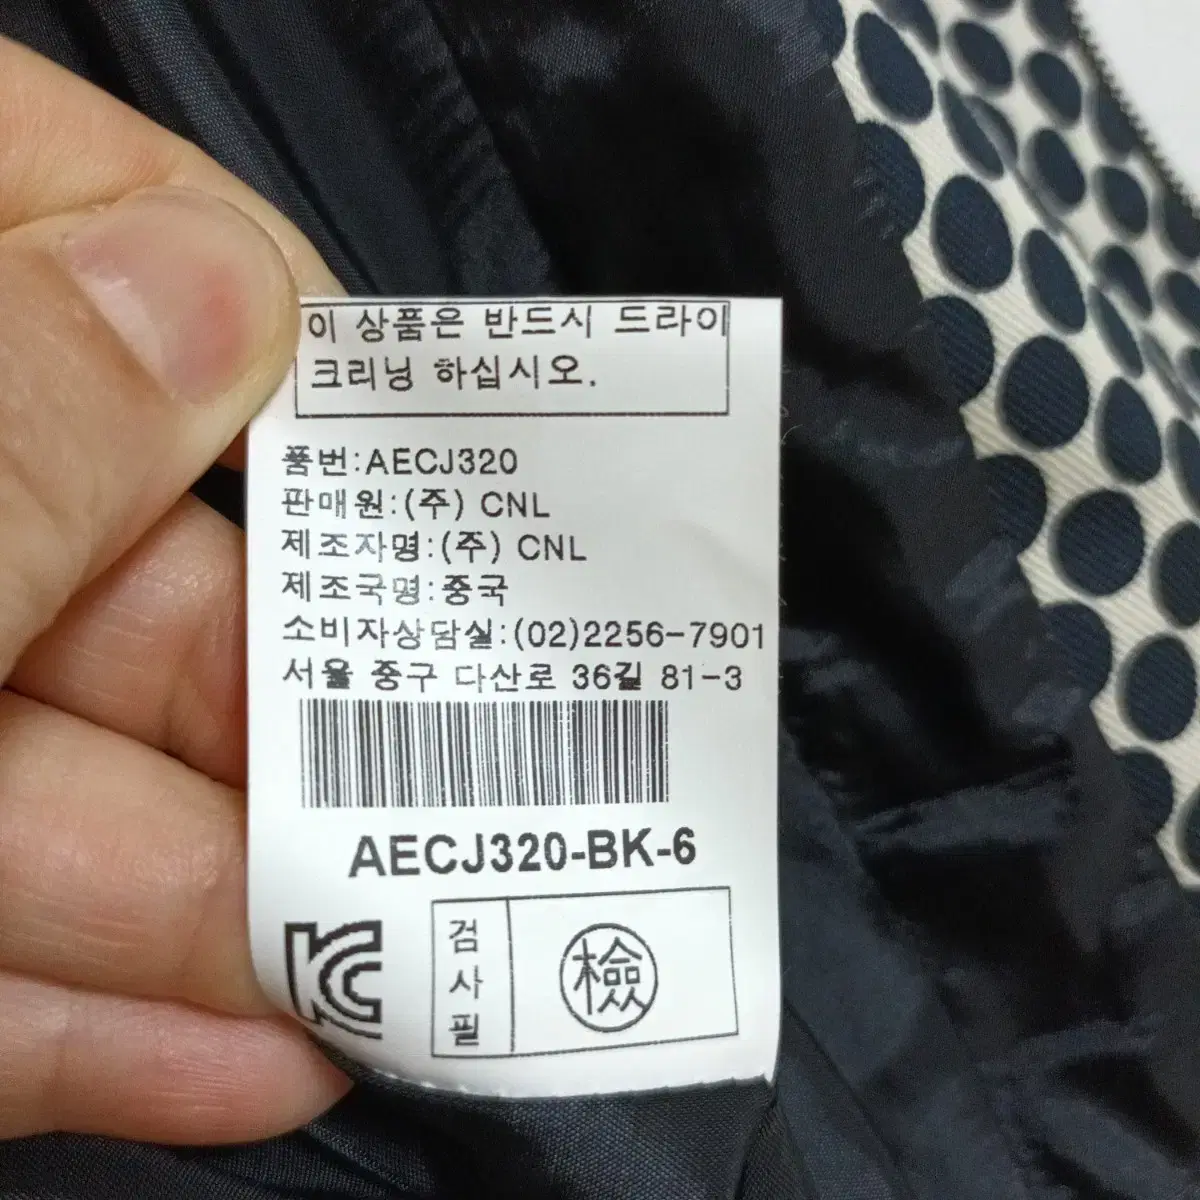 이 상품은 반드시 드라이
크리닝 하십시오.
품번:AECJ320
판매원:(주) CNL
제조자명:(주) CNL
제조국명:중국
소비자상담실:(02)2256-7901
서울 중구 다산로 36길 81-3
AECJ320-BK-6
KC
검사필
檢